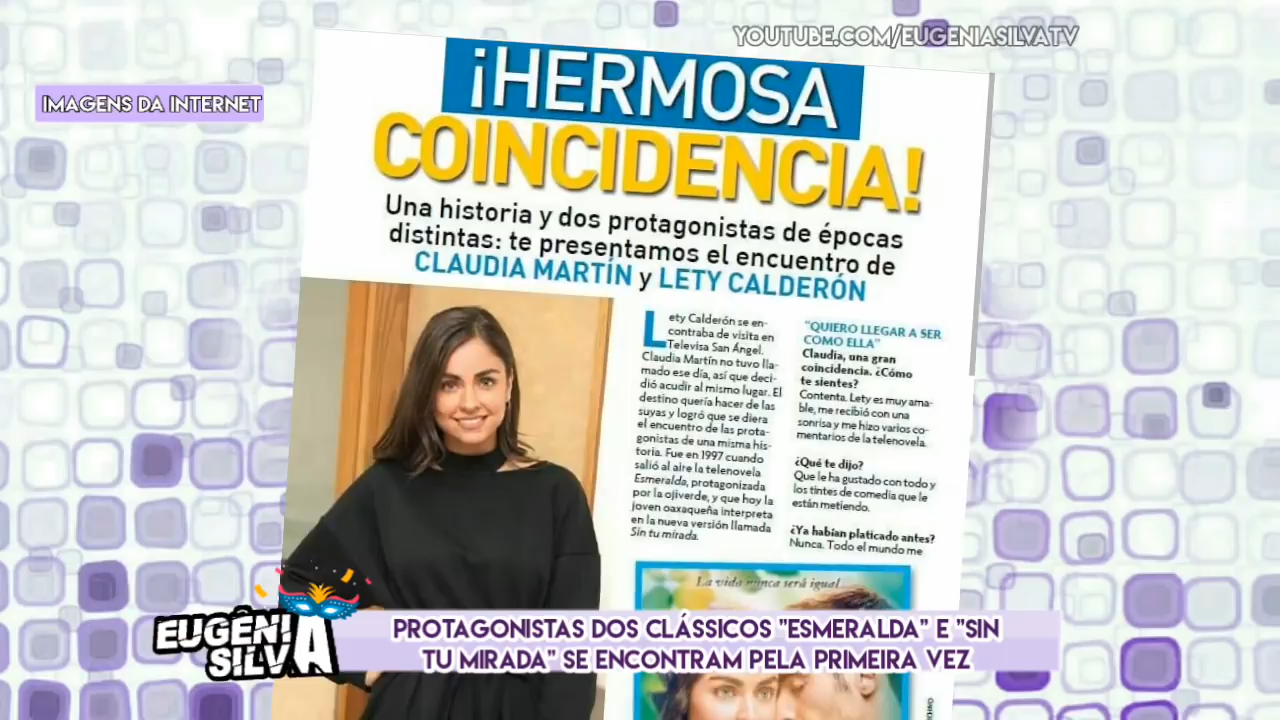 YOUTUBE.COM/EUGENIASILVATV
IMAGENS DA INTERNET
¡HERMOSA
COINCIDENCIA!
Una historia y dos protagonistas de épocas
distintas: te presentamos el encuentro de
CLAUDIA MARTÍN y LETY CALDERÓN
Lety Calderón se en-
contraba de visita en
Televisa San Ángel.
Claudia Martín no tuvo lla-
mado ese día, así que deci-
dió acudir al mismo lugar. El
destino quería hacer de las
suyas y logró que se diera
el encuentro de las prota-
gonistas de una misma his-
toria. Fue en 1997 cuando
salió al aire la telenovela
Esmeralda, protagonizada
por la ojiverde, y que hoy la
joven oaxaqueña interpreta
en la nueva versión llamada
Sin tu mirada.
"QUIERO LLEGAR A SER
COMO ELLA"
Claudia, una gran
coincidencia. ¿Cómo
te sientes?
Contenta. Lety es muy ama-
ble, me recibió con una
sonrisa y me hizo varios co-
mentarios de la telenovela.
¿Qué te dijo?
Que le ha gustado con todo y
los tintes de comedia que le
están metiendo.
¿Ya habían platicado antes?
Nunca. Todo el mundo me
La vida nunca será igual
EUGÊNIA
SILVA
PROTAGONISTAS DOS CLÁSSICOS "ESMERALDA" E "SIN
TU MIRADA" SE ENCONTRAM PELA PRIMEIRA VEZ